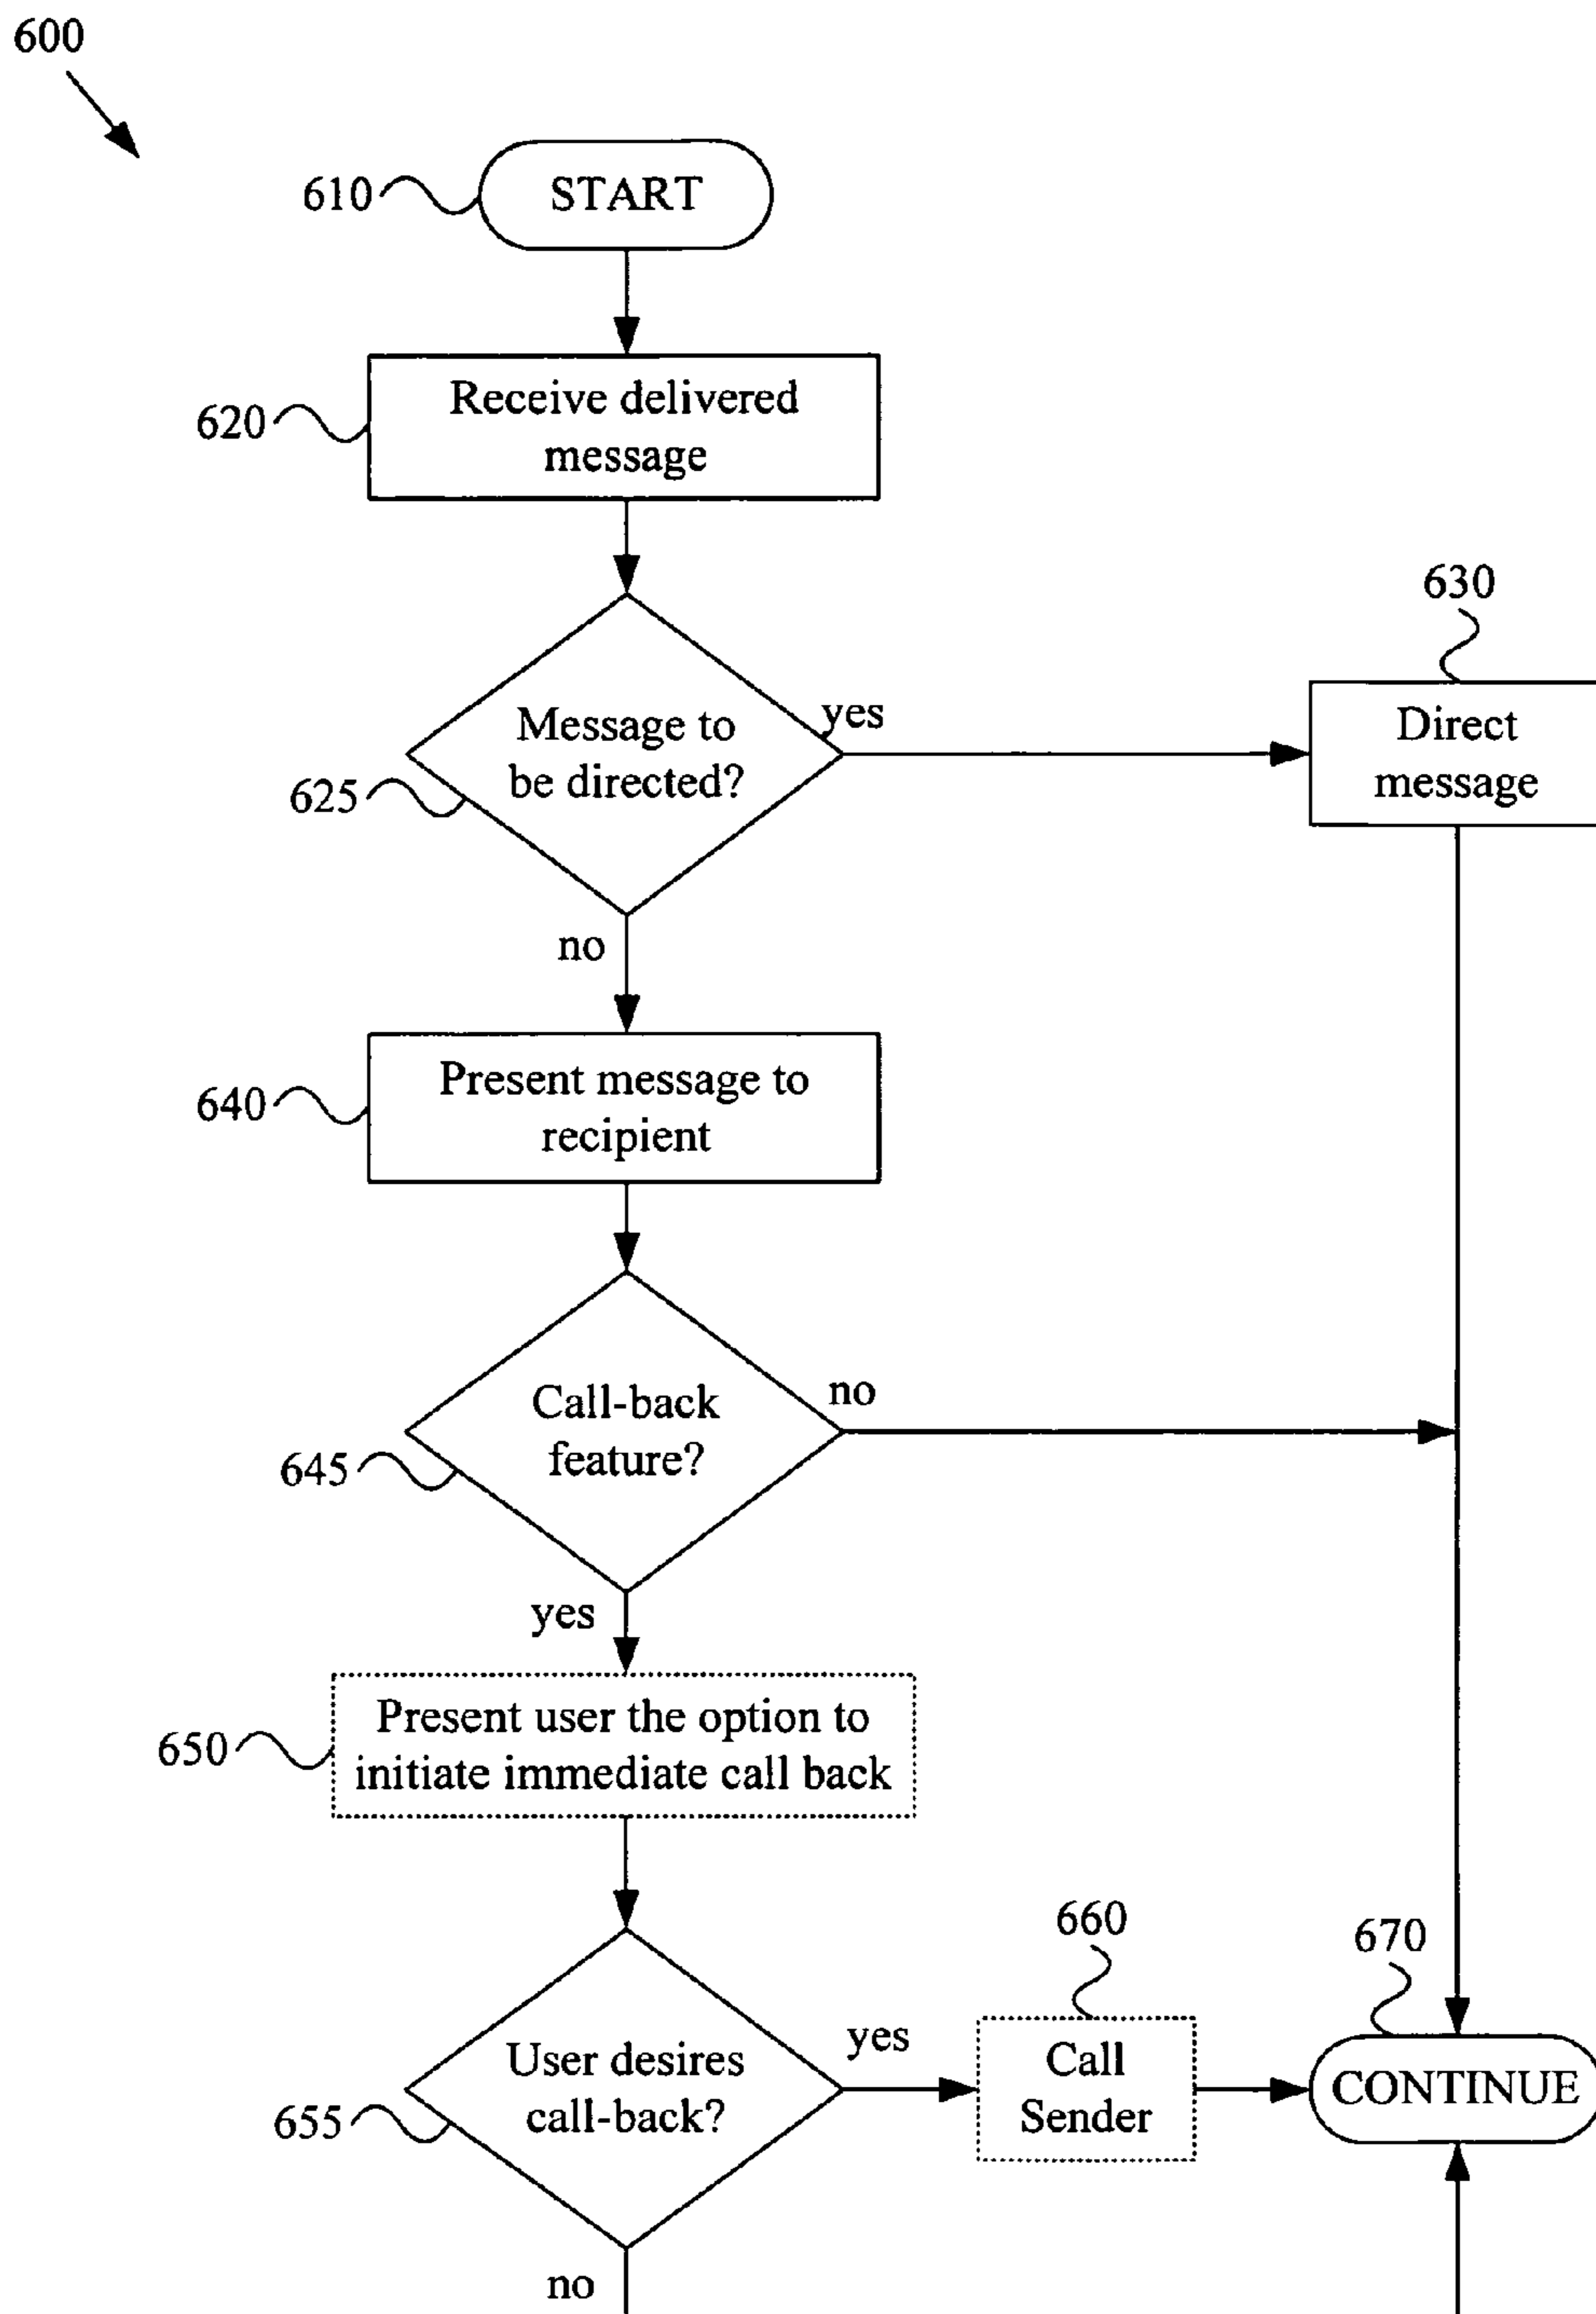 600
610
START
620
Receive delivered
message
630
625
Message to
be directed?
yes
Direct
message
no
640
Present message to
recipient
645
Call-back
feature?
no
yes
650
Present user the option to
initiate immediate call back
660
670
655
User desires
call-back?
yes
Call
Sender
CONTINUE
no